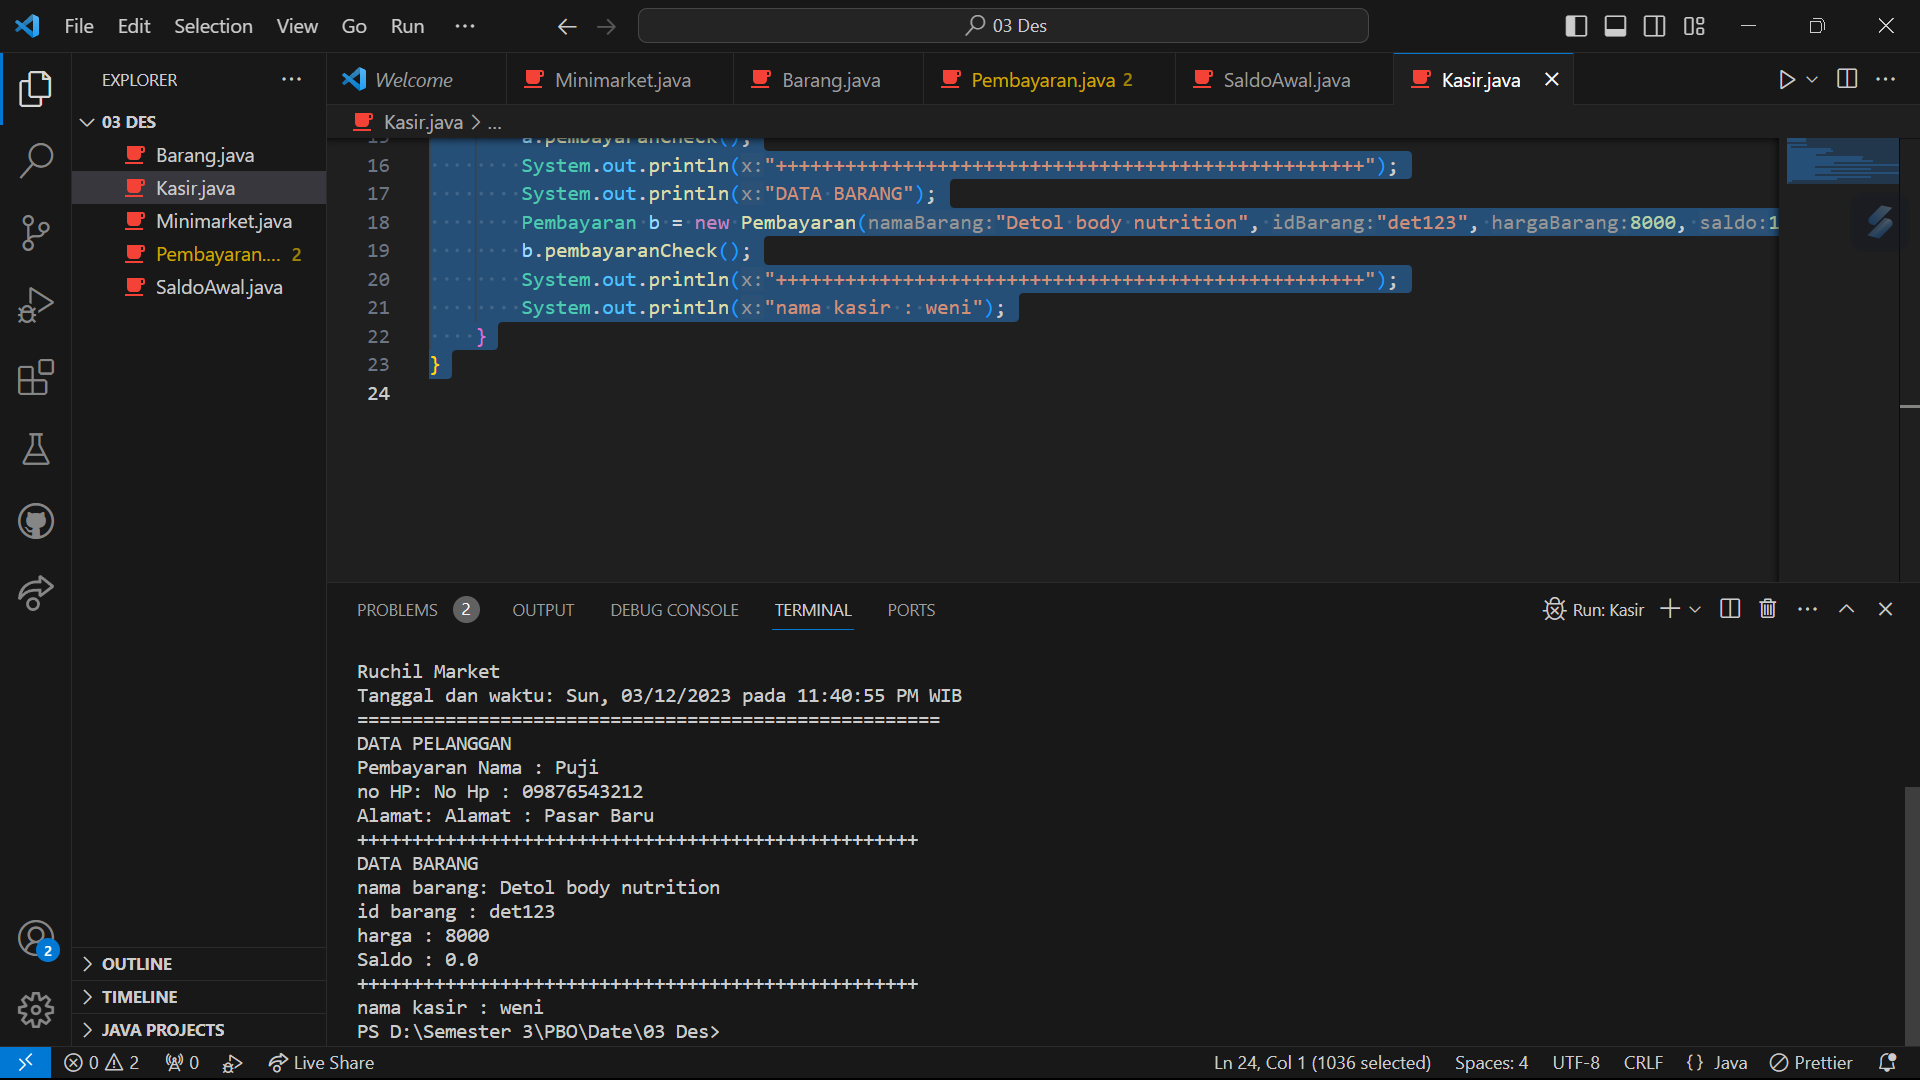 File Edit Selection View Go Run ··· 03 Des
EXPLORER ···
03 DES
Barang.java
Kasir.java
Minimarket.java
Pembayaran.... 2
SaldoAwal.java
OUTLINE
TIMELINE
JAVA PROJECTS
2
Welcome Minimarket.java Barang.java Pembayaran.java 2 SaldoAwal.java Kasir.java
Kasir.java > ...
15 a.pembayaranCheck();
16 System.out.println(x:"+++++++++++++++++++++++++++++++++++++++++++++++++++");
17 System.out.println(x:"DATA BARANG");
18 Pembayaran b = new Pembayaran(namaBarang:"Detol body nutrition", idBarang:"det123", hargaBarang:8000, saldo:1
19 b.pembayaranCheck();
20 System.out.println(x:"+++++++++++++++++++++++++++++++++++++++++++++++++++");
21 System.out.println(x:"nama kasir : weni");
22 }
23 }
24
PROBLEMS 2 OUTPUT DEBUG CONSOLE TERMINAL PORTS Run: Kasir
Ruchil Market
Tanggal dan waktu: Sun, 03/12/2023 pada 11:40:55 PM WIB
=====================================================
DATA PELANGGAN
Pembayaran Nama : Puji
no HP: No Hp : 09876543212
Alamat: Alamat : Pasar Baru
+++++++++++++++++++++++++++++++++++++++++++++++++++
DATA BARANG
nama barang: Detol body nutrition
id barang : det123
harga : 8000
Saldo : 0.0
+++++++++++++++++++++++++++++++++++++++++++++++++++
nama kasir : weni
PS D:\Semester 3\PBO\Date\03 Des>
0 2 0 Live Share Ln 24, Col 1 (1036 selected) Spaces: 4 UTF-8 CRLF {} Java Prettier